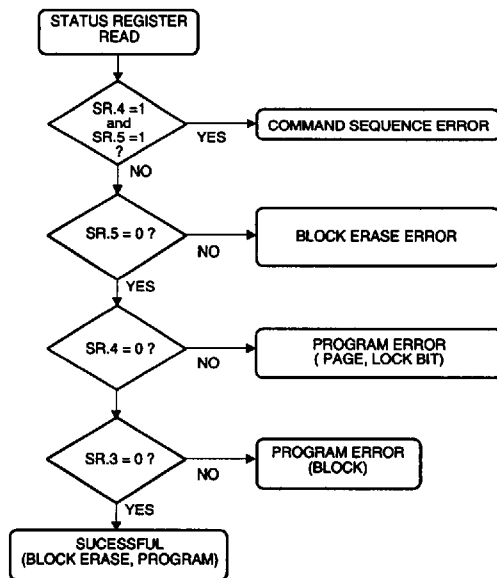 STATUS REGISTER
READ
SR.4 =1
and
SR.5 =1
?
YES
COMMAND SEQUENCE ERROR
NO
SR.5 = 0 ?
NO
BLOCK ERASE ERROR
YES
SR.4 = 0 ?
NO
PROGRAM ERROR
( PAGE, LOCK BIT)
SR.3 = 0 ?
NO
PROGRAM ERROR
(BLOCK)
YES
SUCESSFUL
(BLOCK ERASE, PROGRAM)